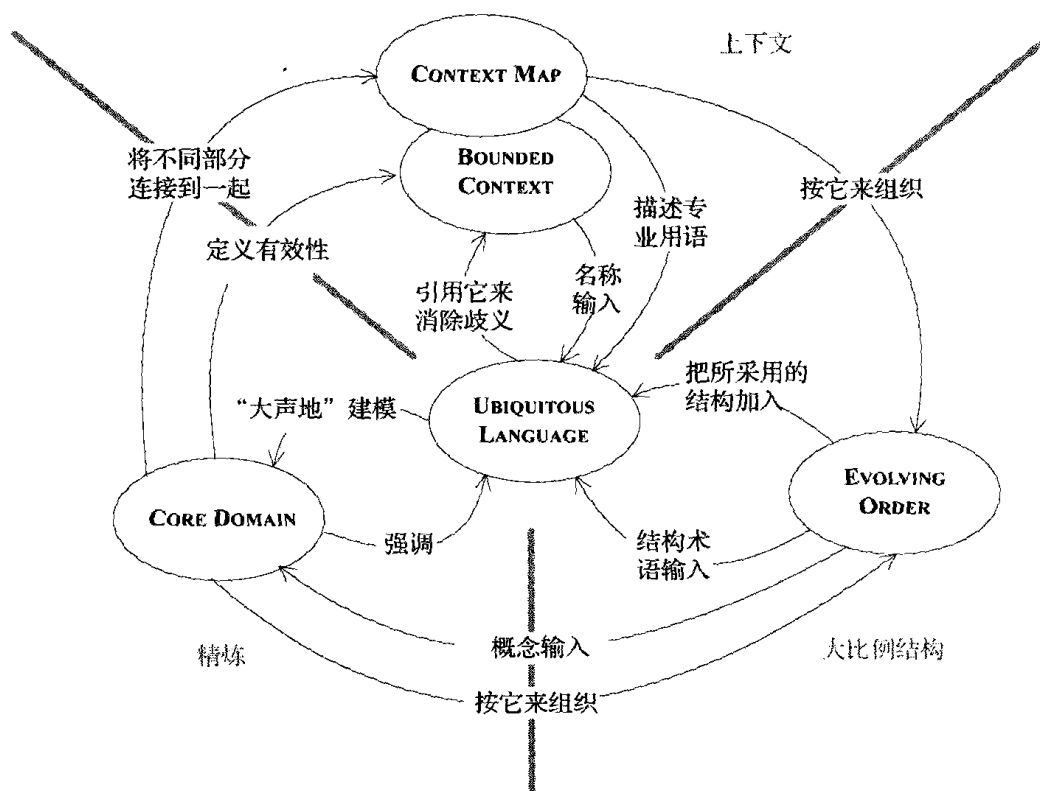 上下文
CONTEXT MAP
将不同部分
连接到一起
BOUNDED
CONTEXT
按它来组织
描述专
业用语
定义有效性
名称
输入
引用它来
消除歧义
把所采用的
结构加入
“大声地”建模
UBIQUITOUS
LANGUAGE
EVOLVING
ORDER
CORE DOMAIN
强调
结构术
语输入
概念输入
精炼
大比例结构
按它来组织